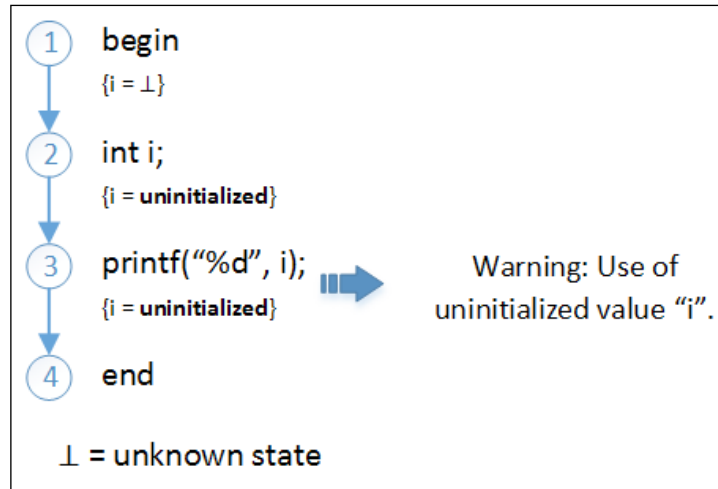 1 begin
{i = ⊥}
2 int i;
{i = uninitialized}
3 printf(“%d”, i);
Warning: Use of
uninitialized value “i”.
{i = uninitialized}
4 end
⊥ = unknown state